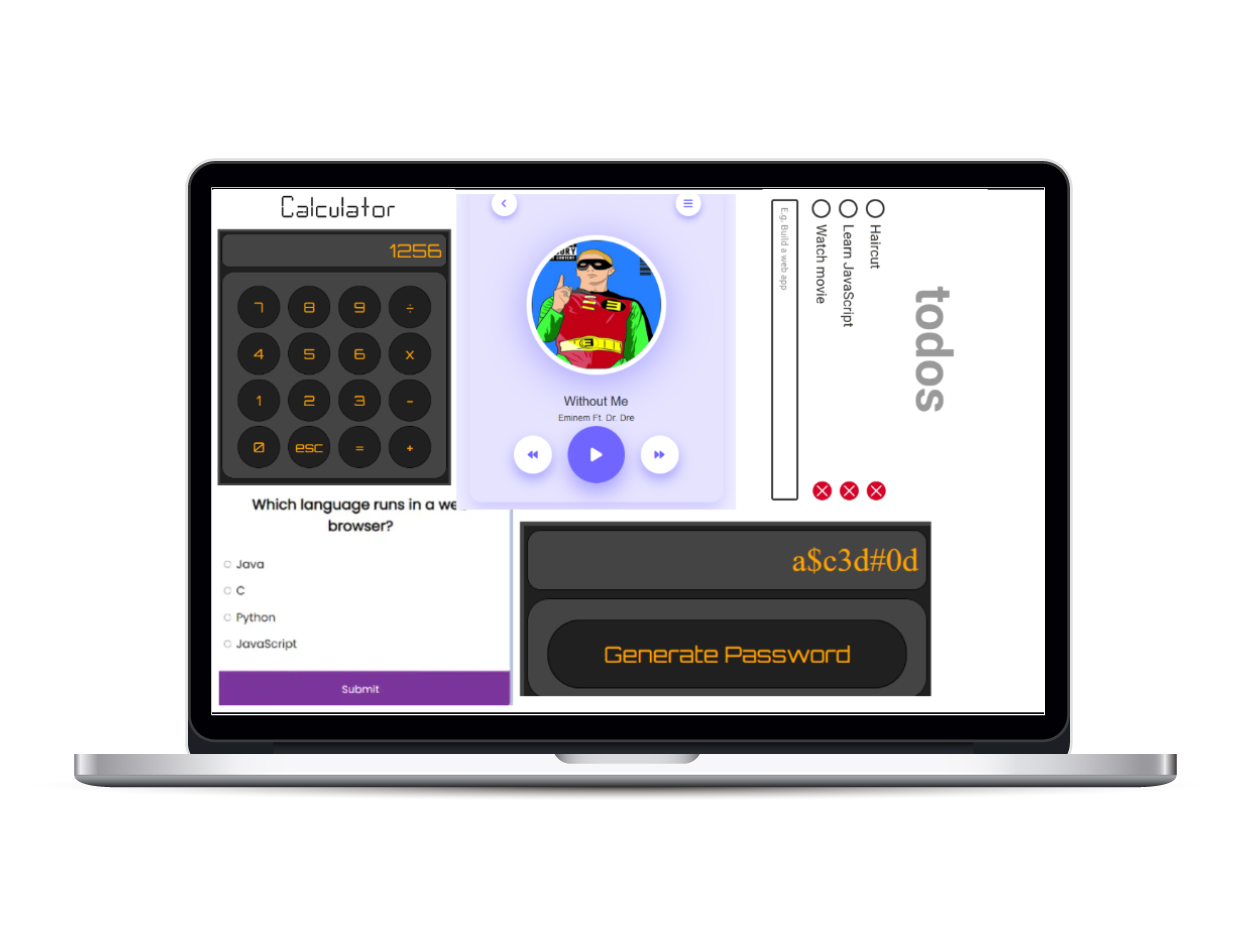 Calculator
1256
7 8 9 ÷
4 5 6 x
1 2 3 -
0 esc = +
Which language runs in a
browser?
Java
C
Python
JavaScript
Submit
Without Me
Eminem Ft. Dr. Dre
todos
Haircut
Learn JavaScript
Watch movie
E.g. Build a web app
a$c3d#0d
Generate Password